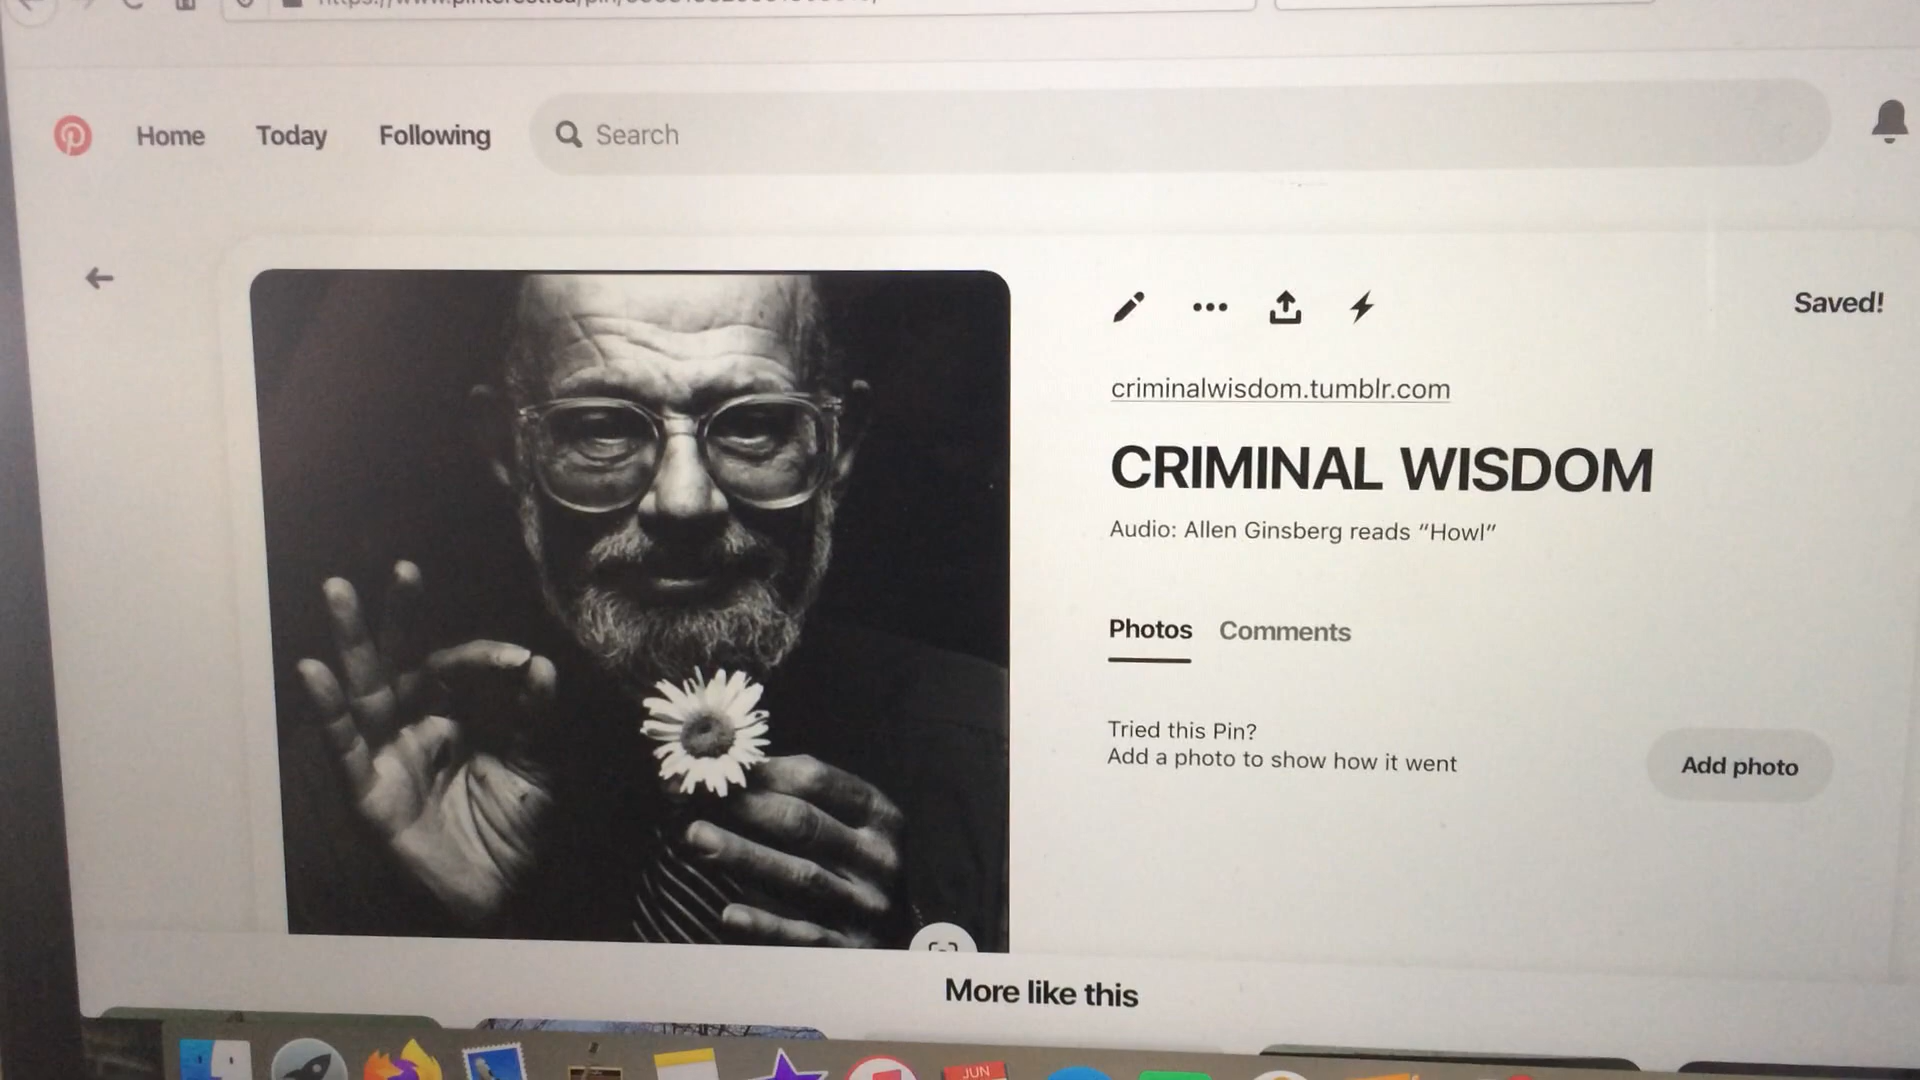 Home Today Following Search
Saved!
criminalwisdom.tumblr.com
CRIMINAL WISDOM
Audio: Allen Ginsberg reads “Howl”
Photos Comments
Tried this Pin?
Add a photo to show how it went
Add photo
More like this
JUN